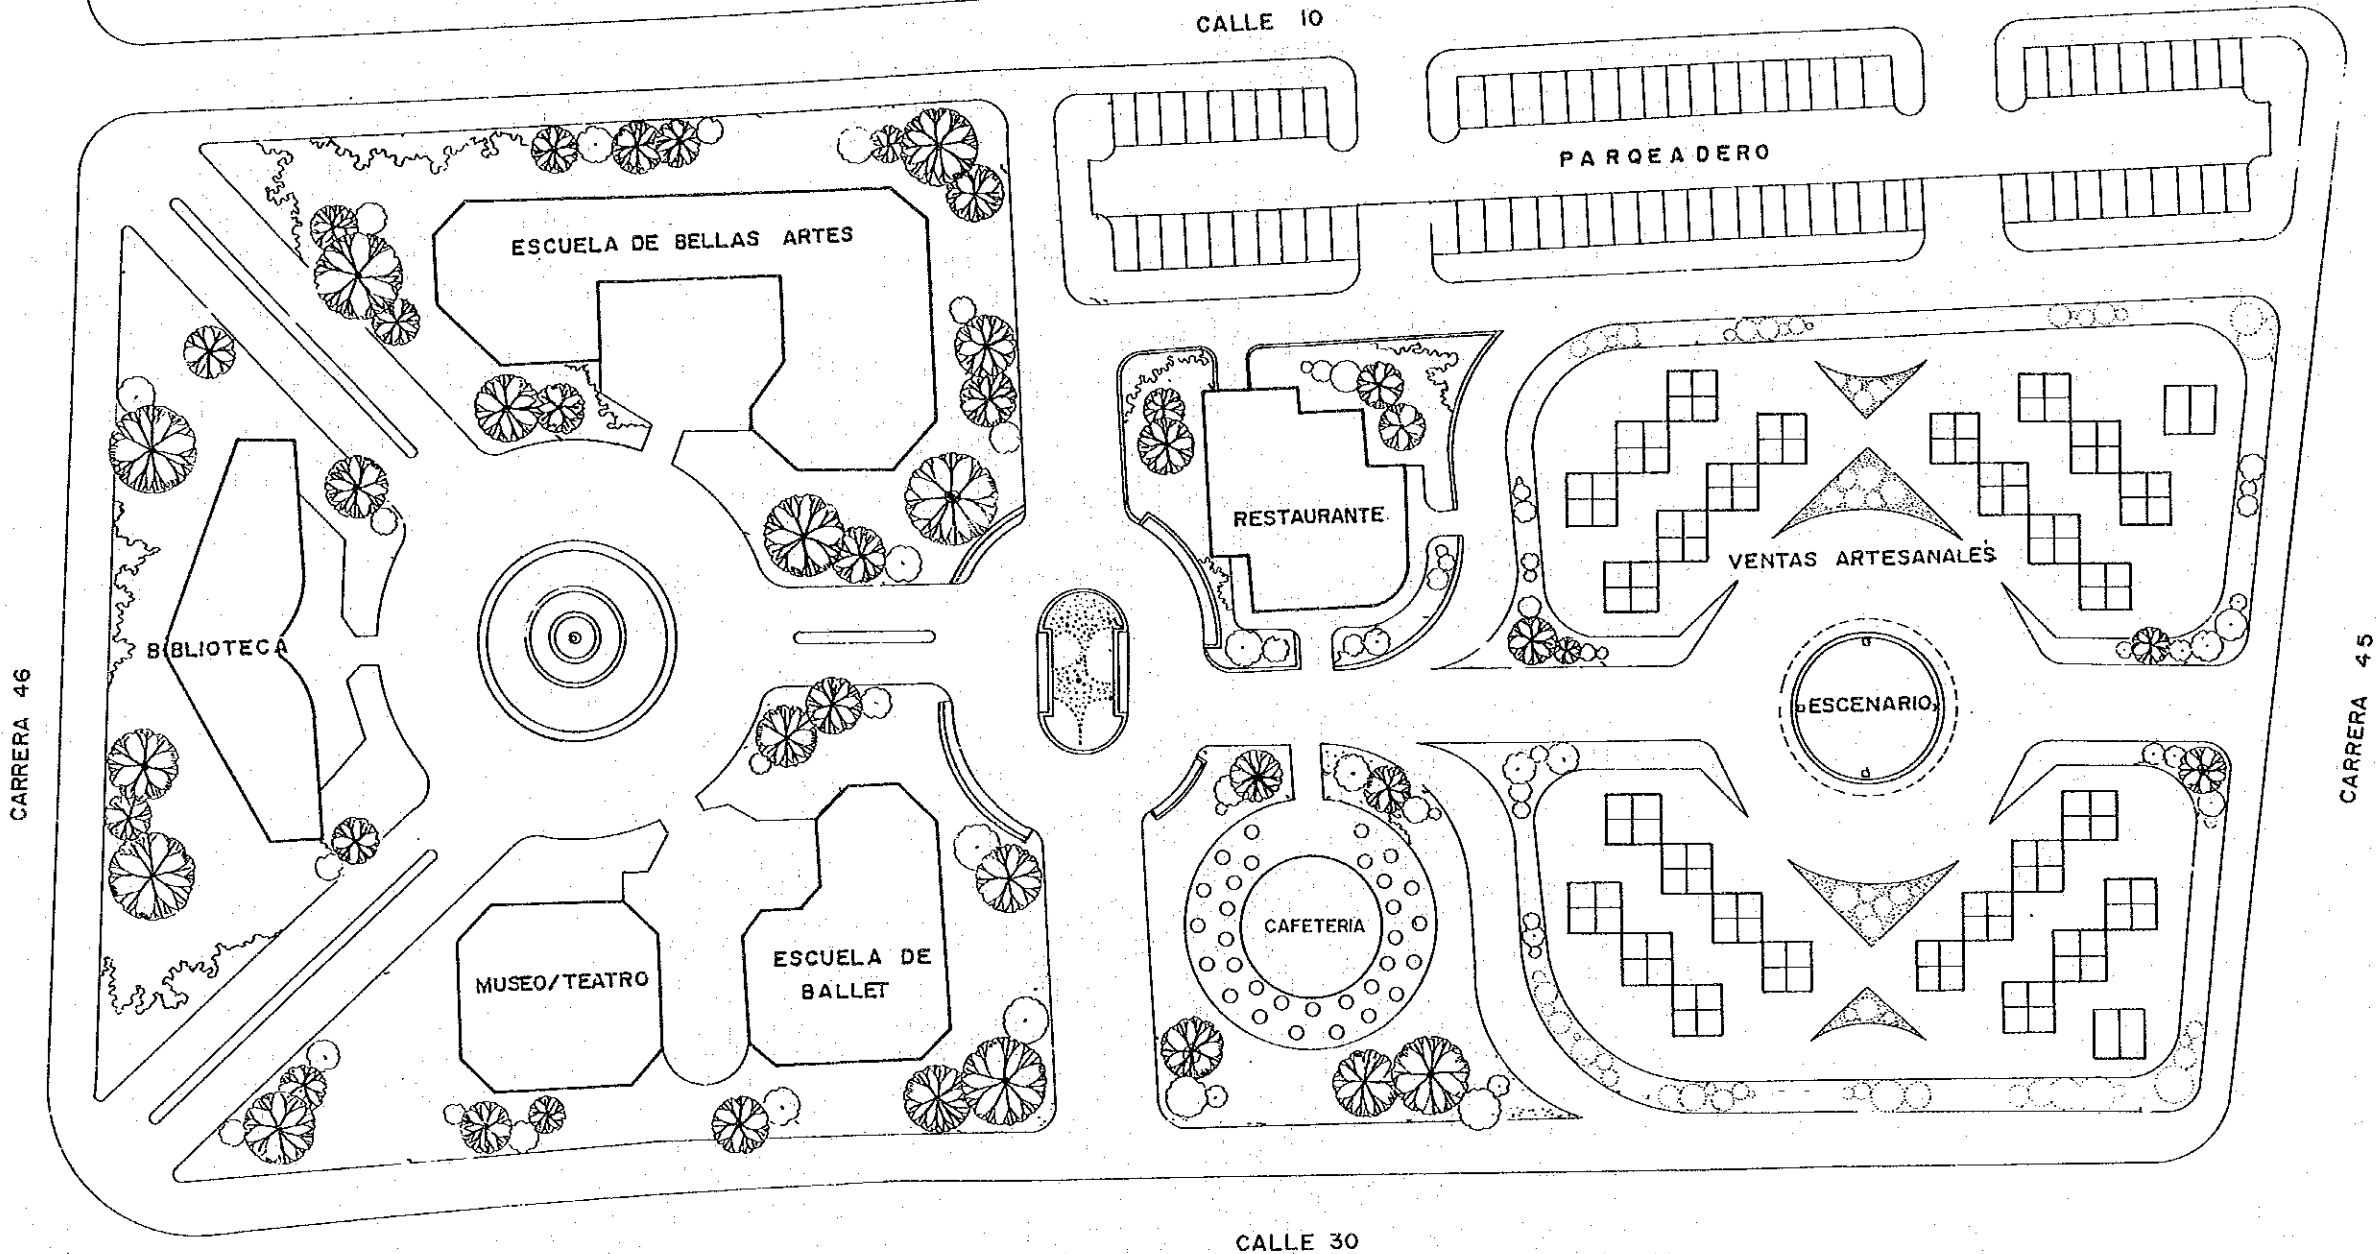 CALLE 10
PARQEADERO
ESCUELA DE BELLAS ARTES
RESTAURANTE
VENTAS ARTESANALES
BIBLIOTECA
CARRERA 46
ESCENARIO
CARRERA 45
CAFETERIA
MUSEO/TEATRO
ESCUELA DE
BALLET
CALLE 30